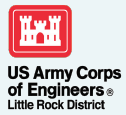 US Army Corps
of Engineers®
Little Rock District